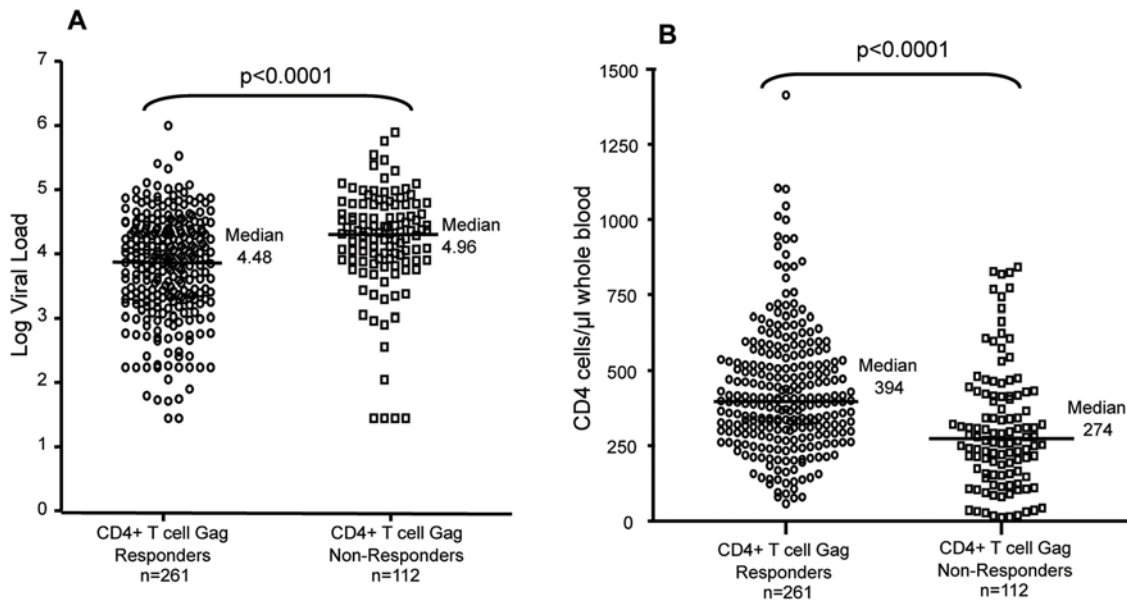 A
p<0.0001
7
6
5
4
3
2
1
0
Log Viral Load
Median
4.48
Median
4.96
CD4+ T cell Gag
Responders
n=261
CD4+ T cell Gag
Non-Responders
n=112
B
p<0.0001
1500
1250
1000
750
500
250
0
CD4 cells/µl whole blood
Median
394
Median
274
CD4+ T cell Gag
Responders
n=261
CD4+ T cell Gag
Non-Responders
n=112